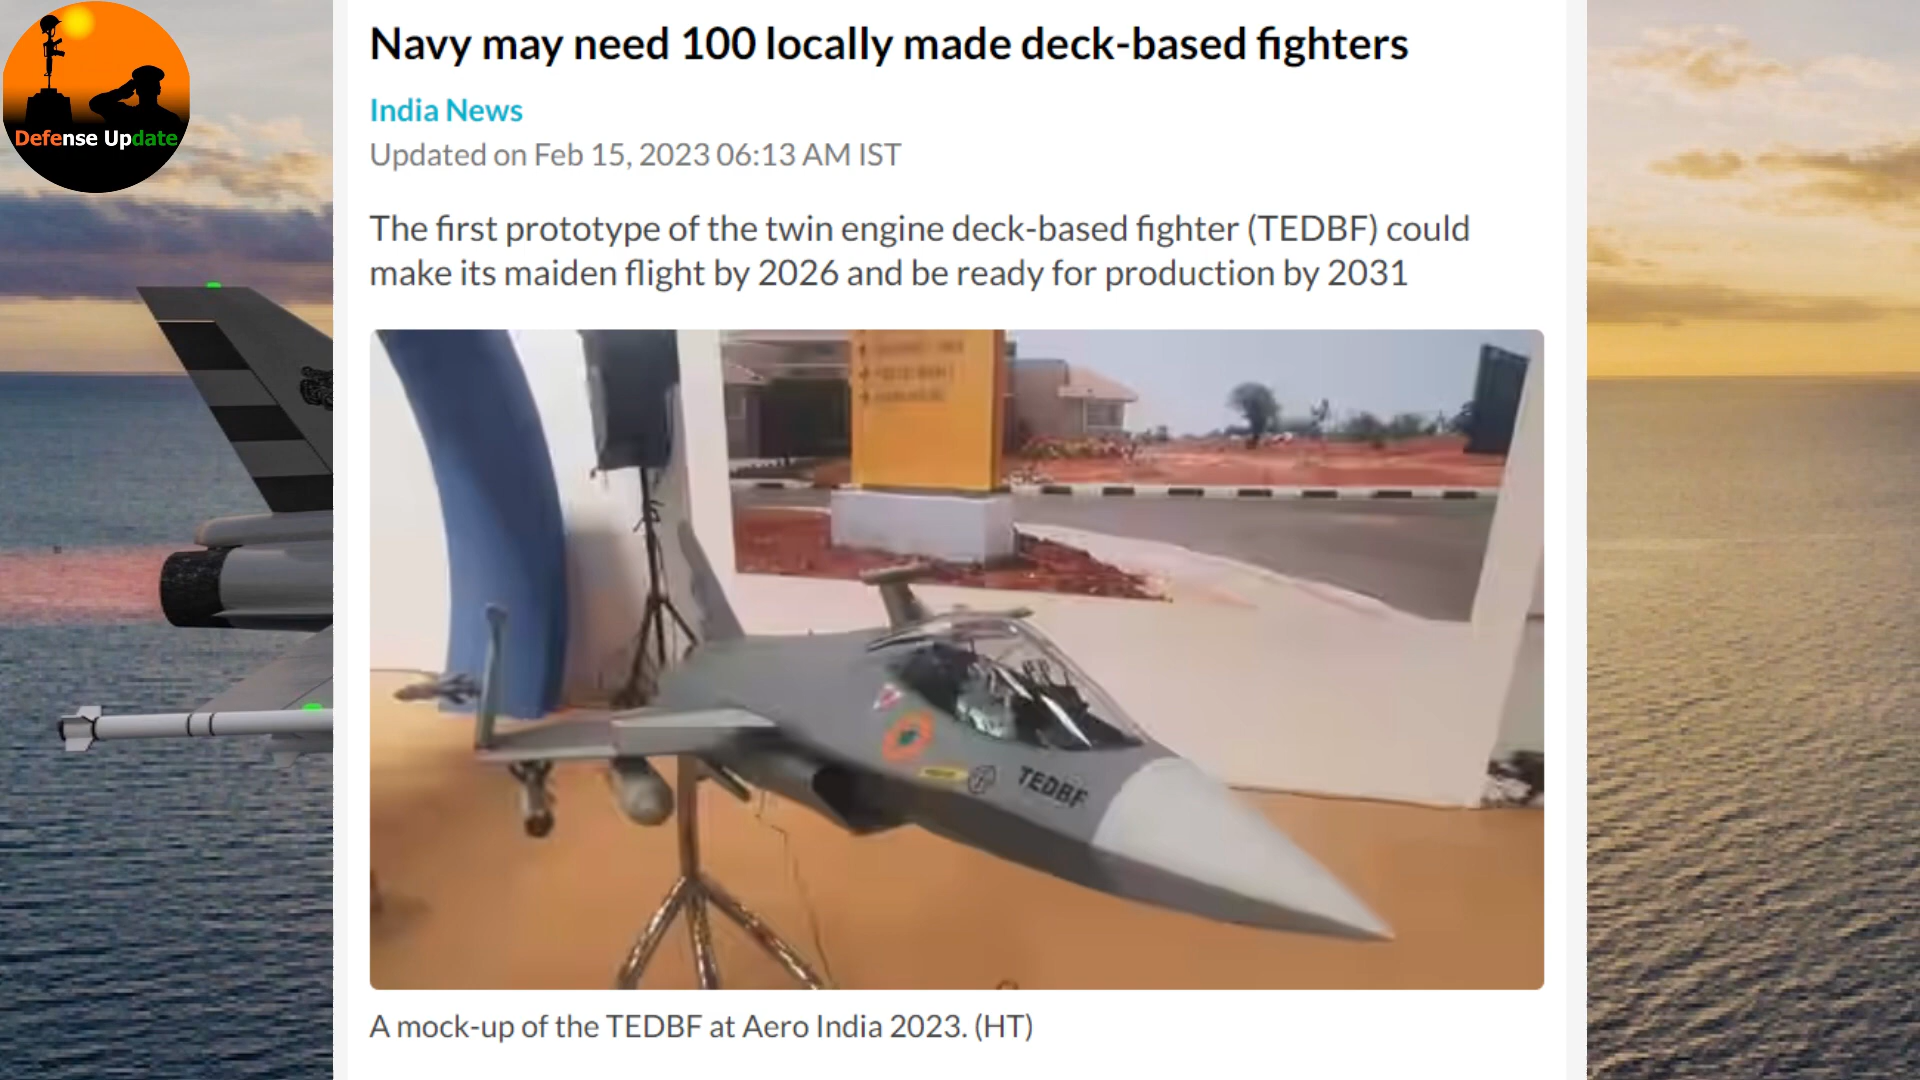 Defense Update
Navy may need 100 locally made deck-based fighters
India News
Updated on Feb 15, 2023 06:13 AM IST
The first prototype of the twin engine deck-based fighter (TEDBF) could
make its maiden flight by 2026 and be ready for production by 2031
TEDBF
A mock-up of the TEDBF at Aero India 2023. (HT)